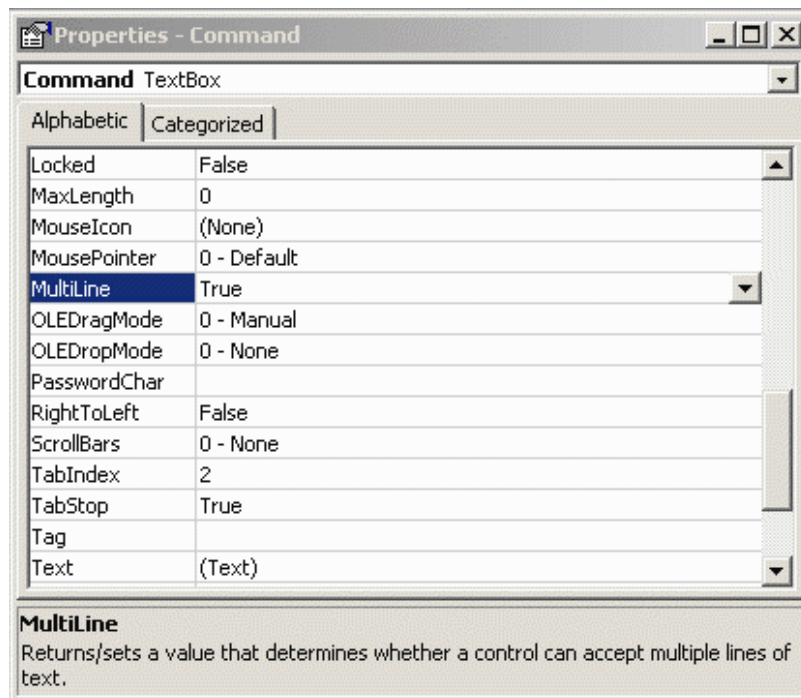 Properties - Command
Command TextBox
Alphabetic Categorized
Locked False
MaxLength 0
MouseIcon (None)
MousePointer 0 - Default
MultiLine True
OLEDragMode 0 - Manual
OLEDropMode 0 - None
PasswordChar
RightToLeft False
ScrollBars 0 - None
TabIndex 2
TabStop True
Tag
Text (Text)
MultiLine
Returns/sets a value that determines whether a control can accept multiple lines of
text.